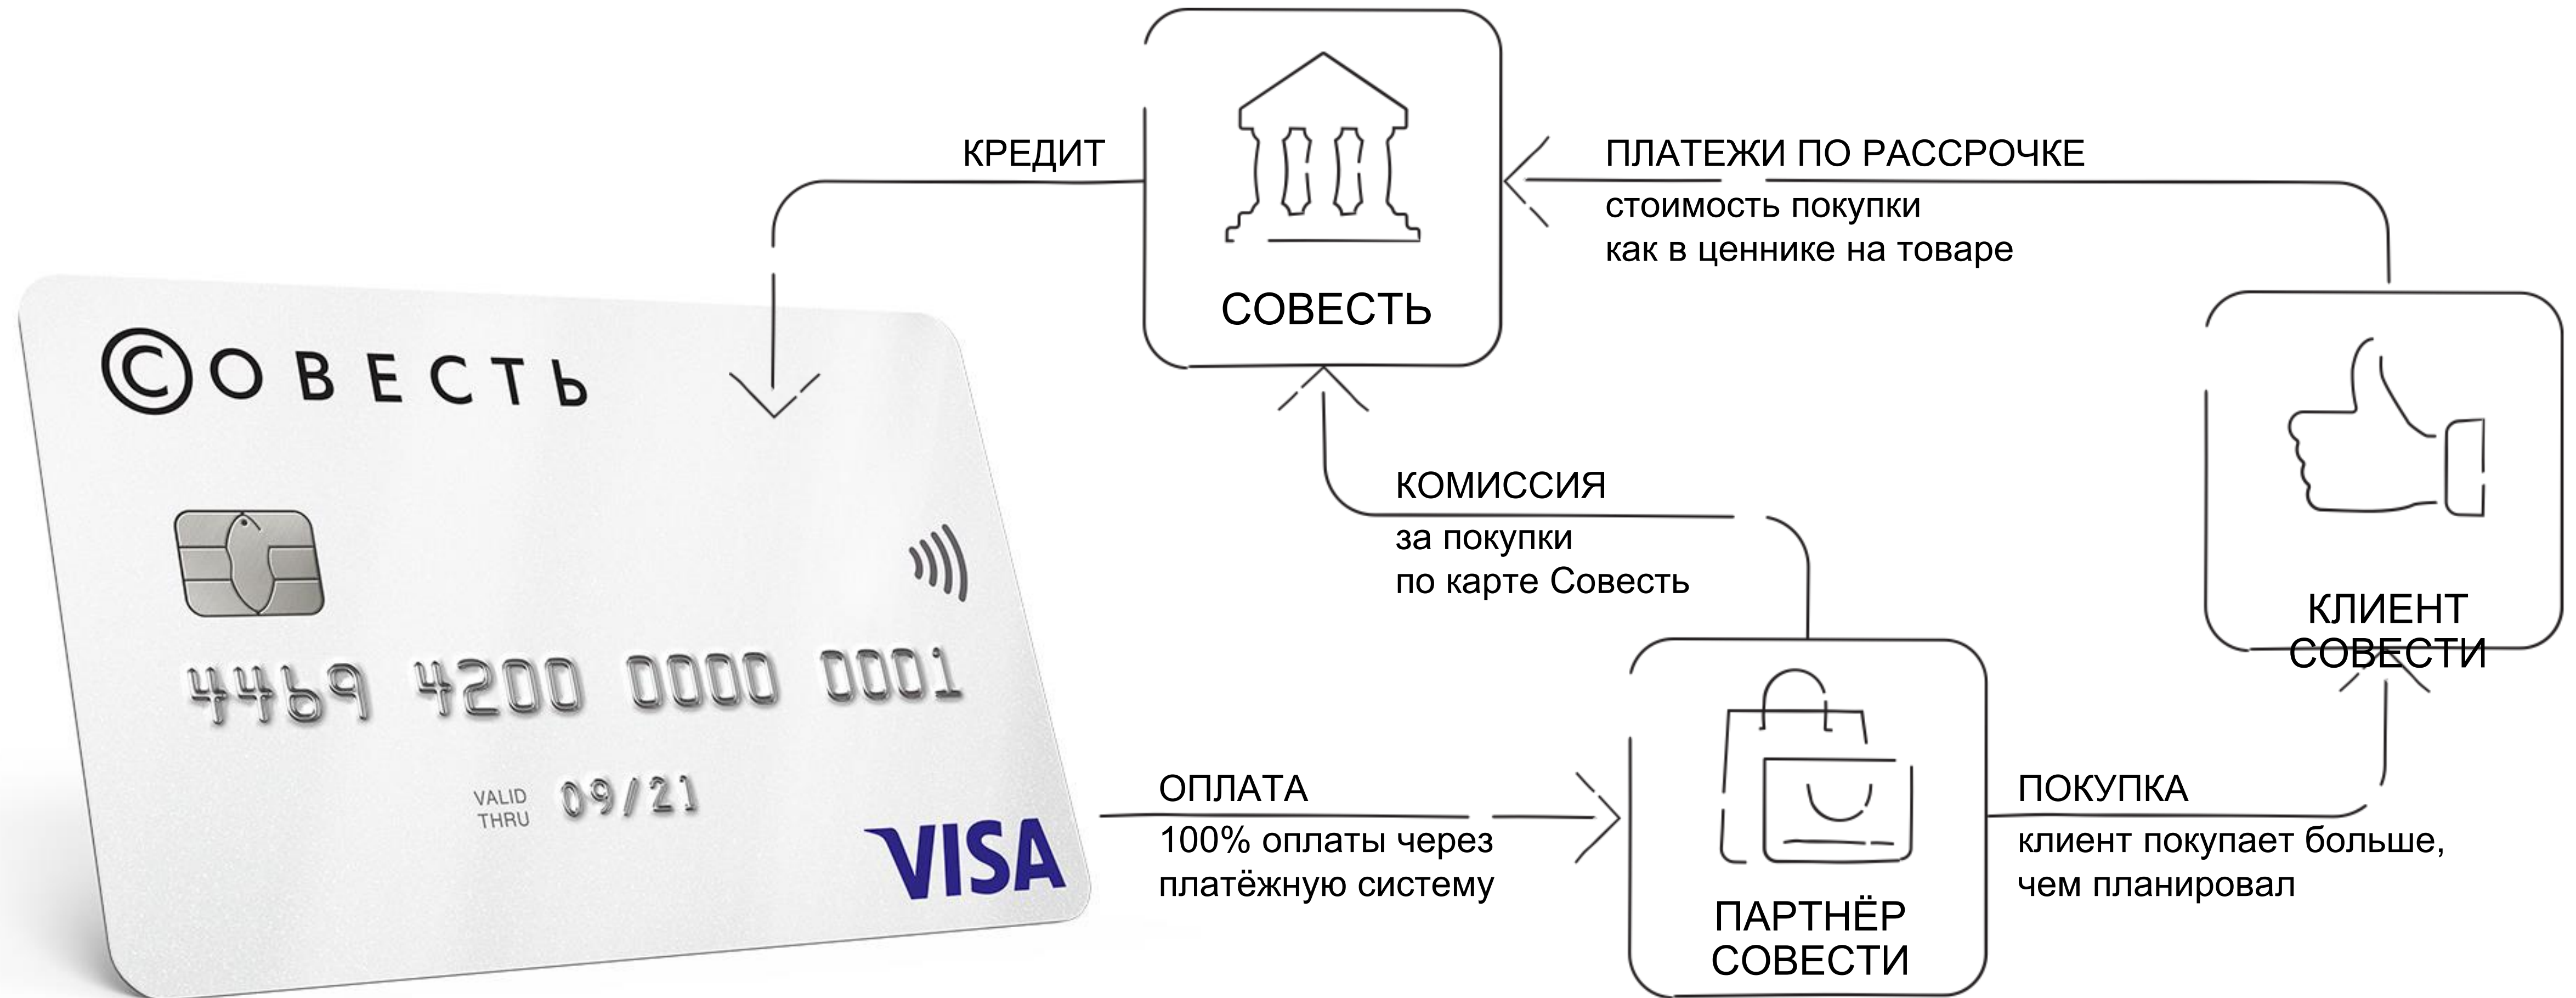 КРЕДИТ
СОВЕСТЬ
ПЛАТЕЖИ ПО РАССРОЧКЕ
стоимость покупки
как в ценнике на товаре
©ОВЕСТЬ
4469 4200 0000 0001
VALID
THRU
09/21
VISA
КОМИССИЯ
за покупки
по карте Совесть
КЛИЕНТ
СОВЕСТИ
ОПЛАТА
100% оплаты через
платёжную систему
ПАРТНЁР
СОВЕСТИ
ПОКУПКА
клиент покупает больше,
чем планировал